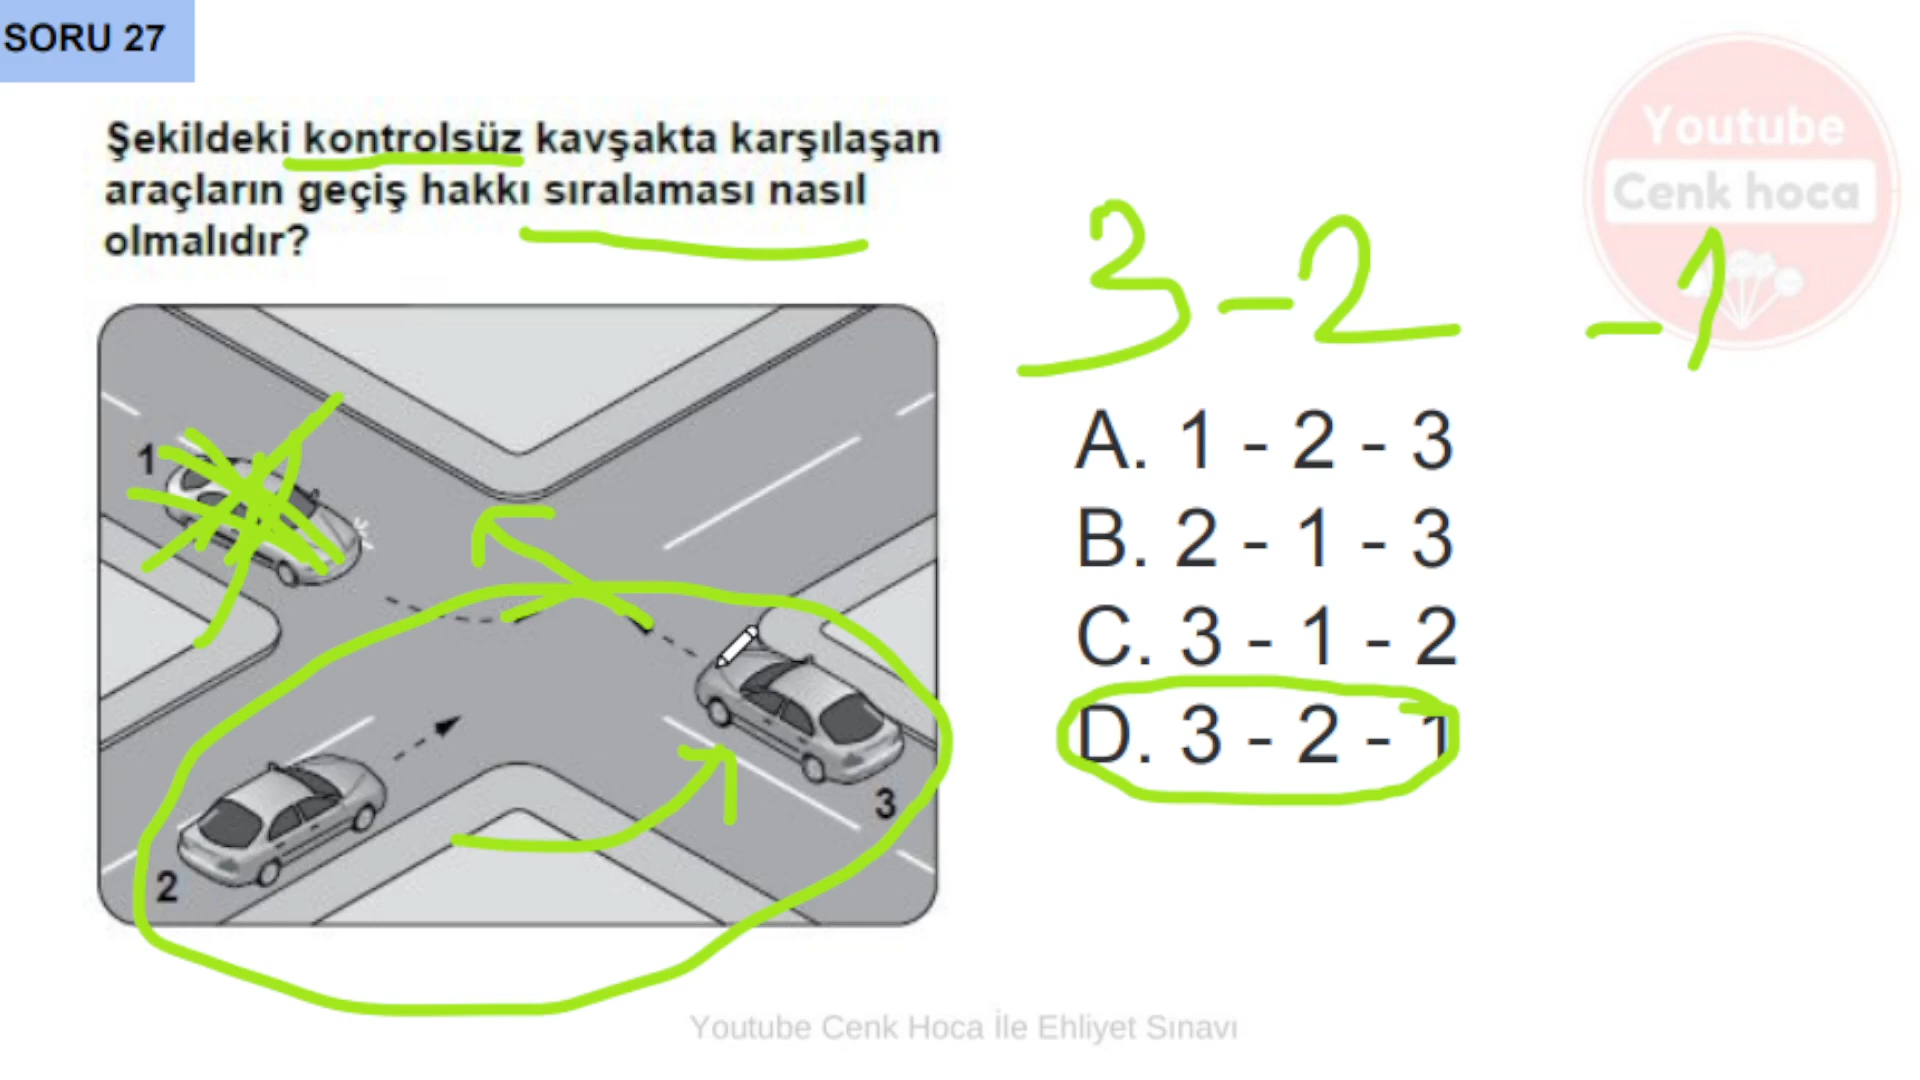 SORU 27
Şekildeki kontrolsüz kavşakta karşılaşan
araçların geçiş hakkı sıralaması nasıl
olmalıdır?
3 - 2 - 1
Youtube
Cenk hoca
1
2
3
A. 1 - 2 - 3
B. 2 - 1 - 3
C. 3 - 1 - 2
D. 3 - 2 - 1
Youtube Cenk Hoca İle Ehliyet Sınavı